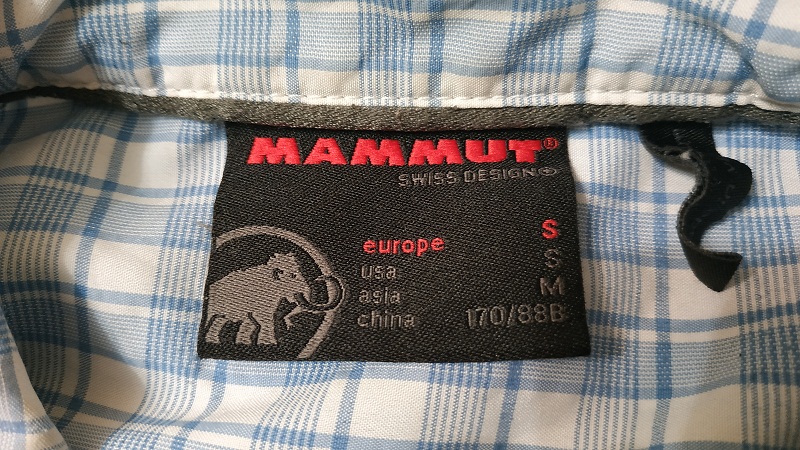 MAMMUT®
SWISS DESIGN
europe S
usa S
asia M
china 170/88B